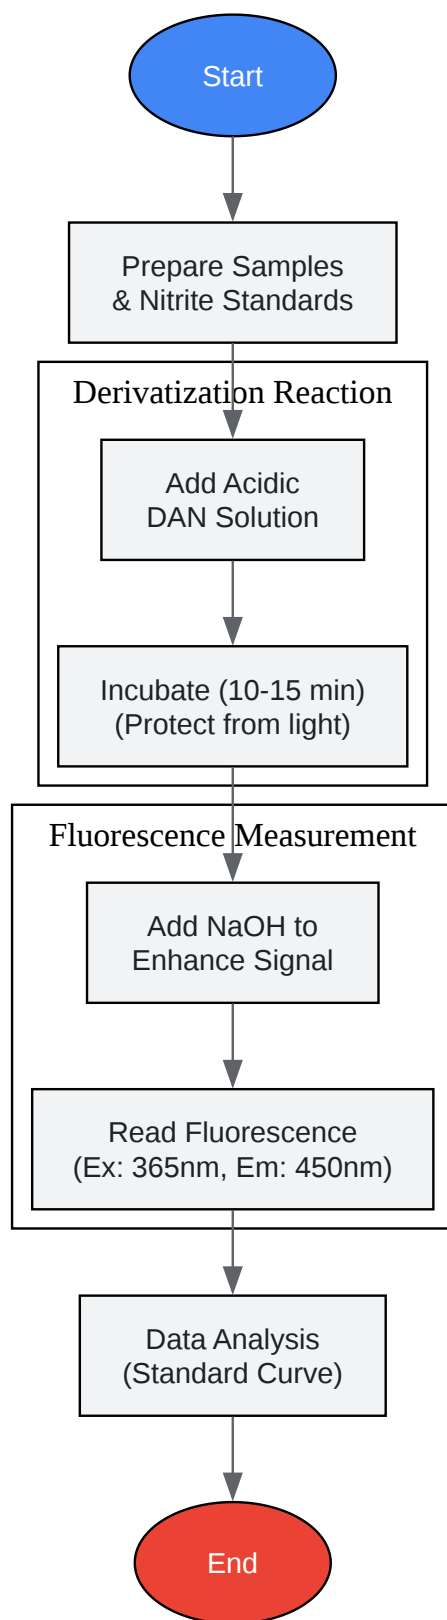 Start
Prepare Samples
& Nitrite Standards
Derivatization Reaction
Add Acidic
DAN Solution
Incubate (10-15 min)
(Protect from light)
Fluorescence Measurement
Add NaOH to
Enhance Signal
Read Fluorescence
(Ex: 365nm, Em: 450nm)
Data Analysis
(Standard Curve)
End